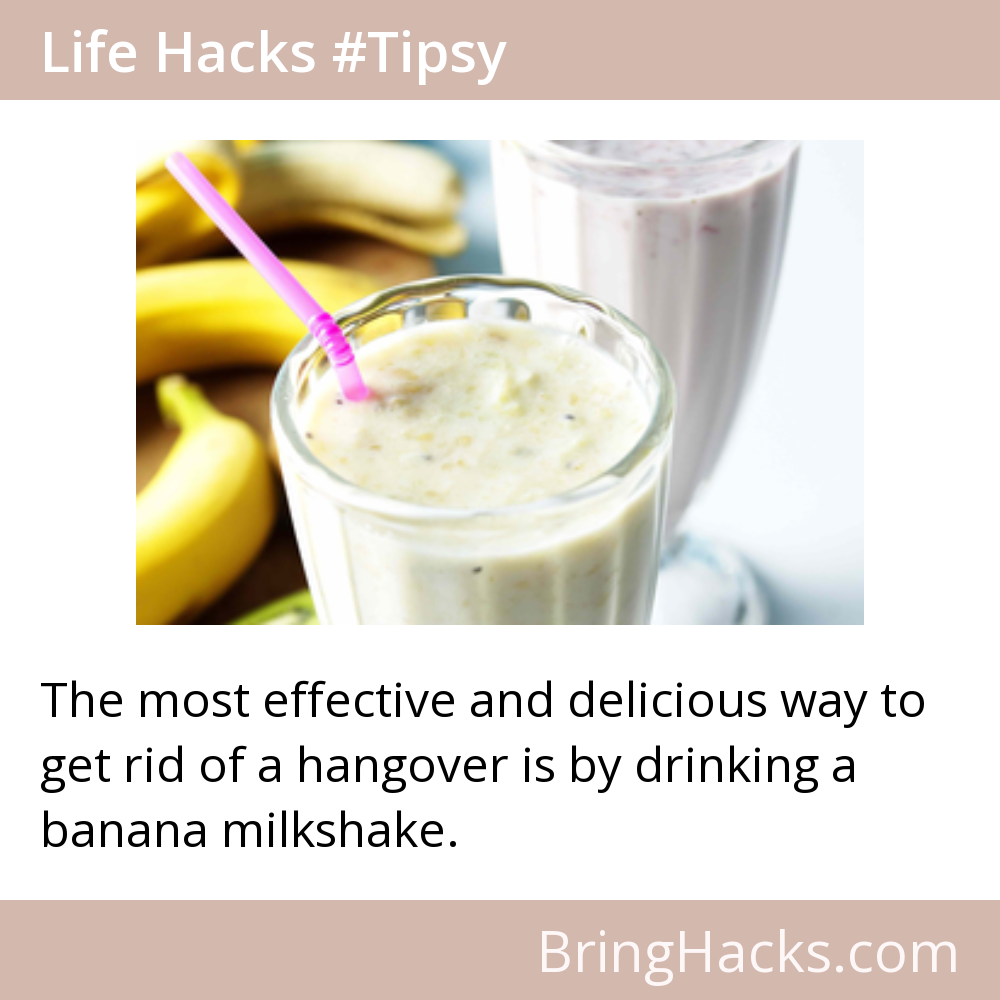 Life Hacks #Tipsy
The most effective and delicious way to
get rid of a hangover is by drinking a
banana milkshake.
BringHacks.com